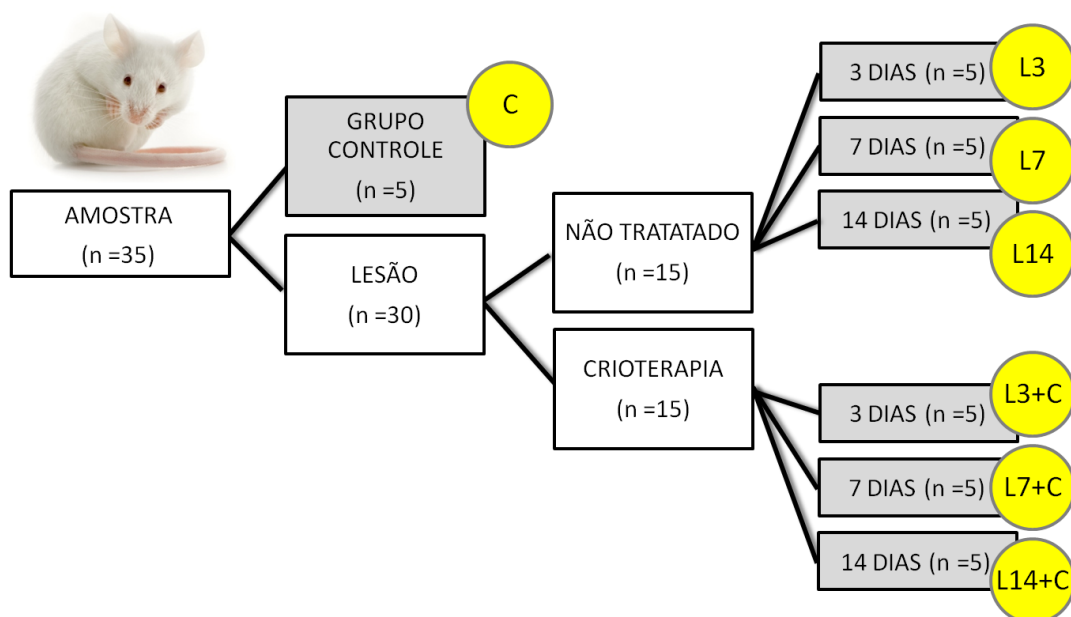 AMOSTRA
(n =35)
GRUPO
CONTROLE
(n =5)
C
LESÃO
(n =30)
NÃO TRATATADO
(n =15)
CRIOTERAPIA
(n =15)
3 DIAS (n =5)
L3
7 DIAS (n =5)
L7
14 DIAS (n =5)
L14
3 DIAS (n =5)
L3+C
7 DIAS (n =5)
L7+C
14 DIAS (n =5)
L14+C